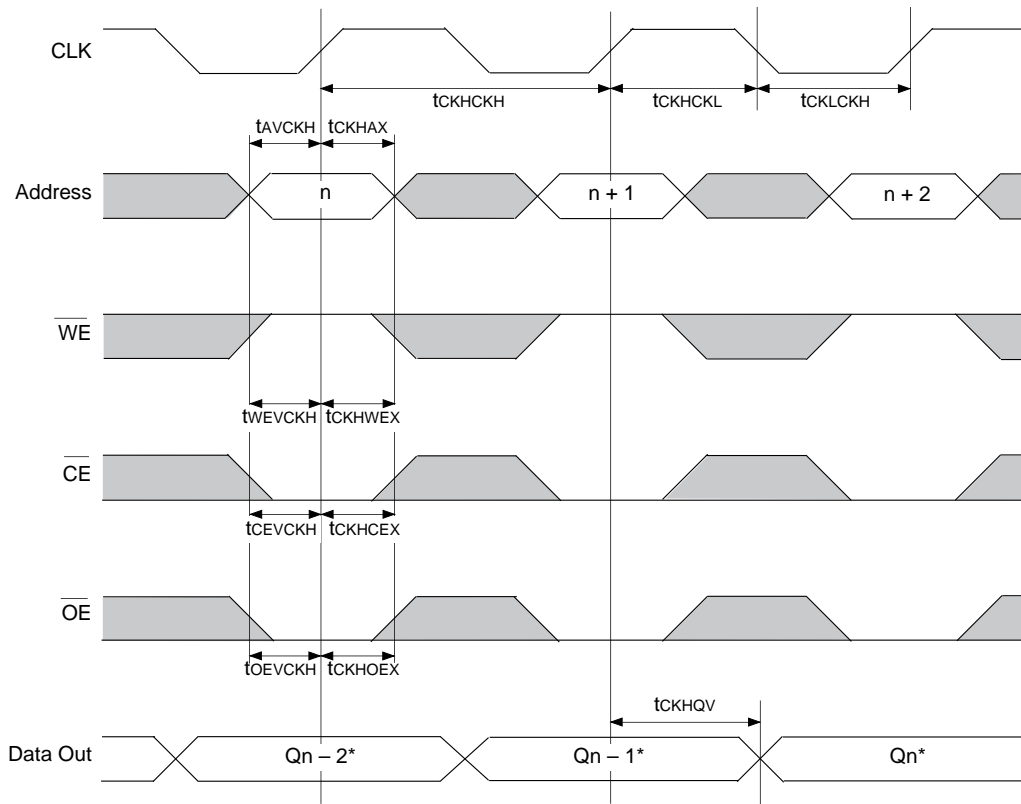 CLK
tCKHCKH
tCKHCKL
tCKLCKH
tAVCKH
tCKHAX
Address
n
n + 1
n + 2
WE
tWEVCKH
tCKHWEX
CE
tCEVCKH
tCKHCEX
OE
tOEVCKH
tCKHOEX
tCKHQV
Data Out
Qn – 2*
Qn – 1*
Qn*